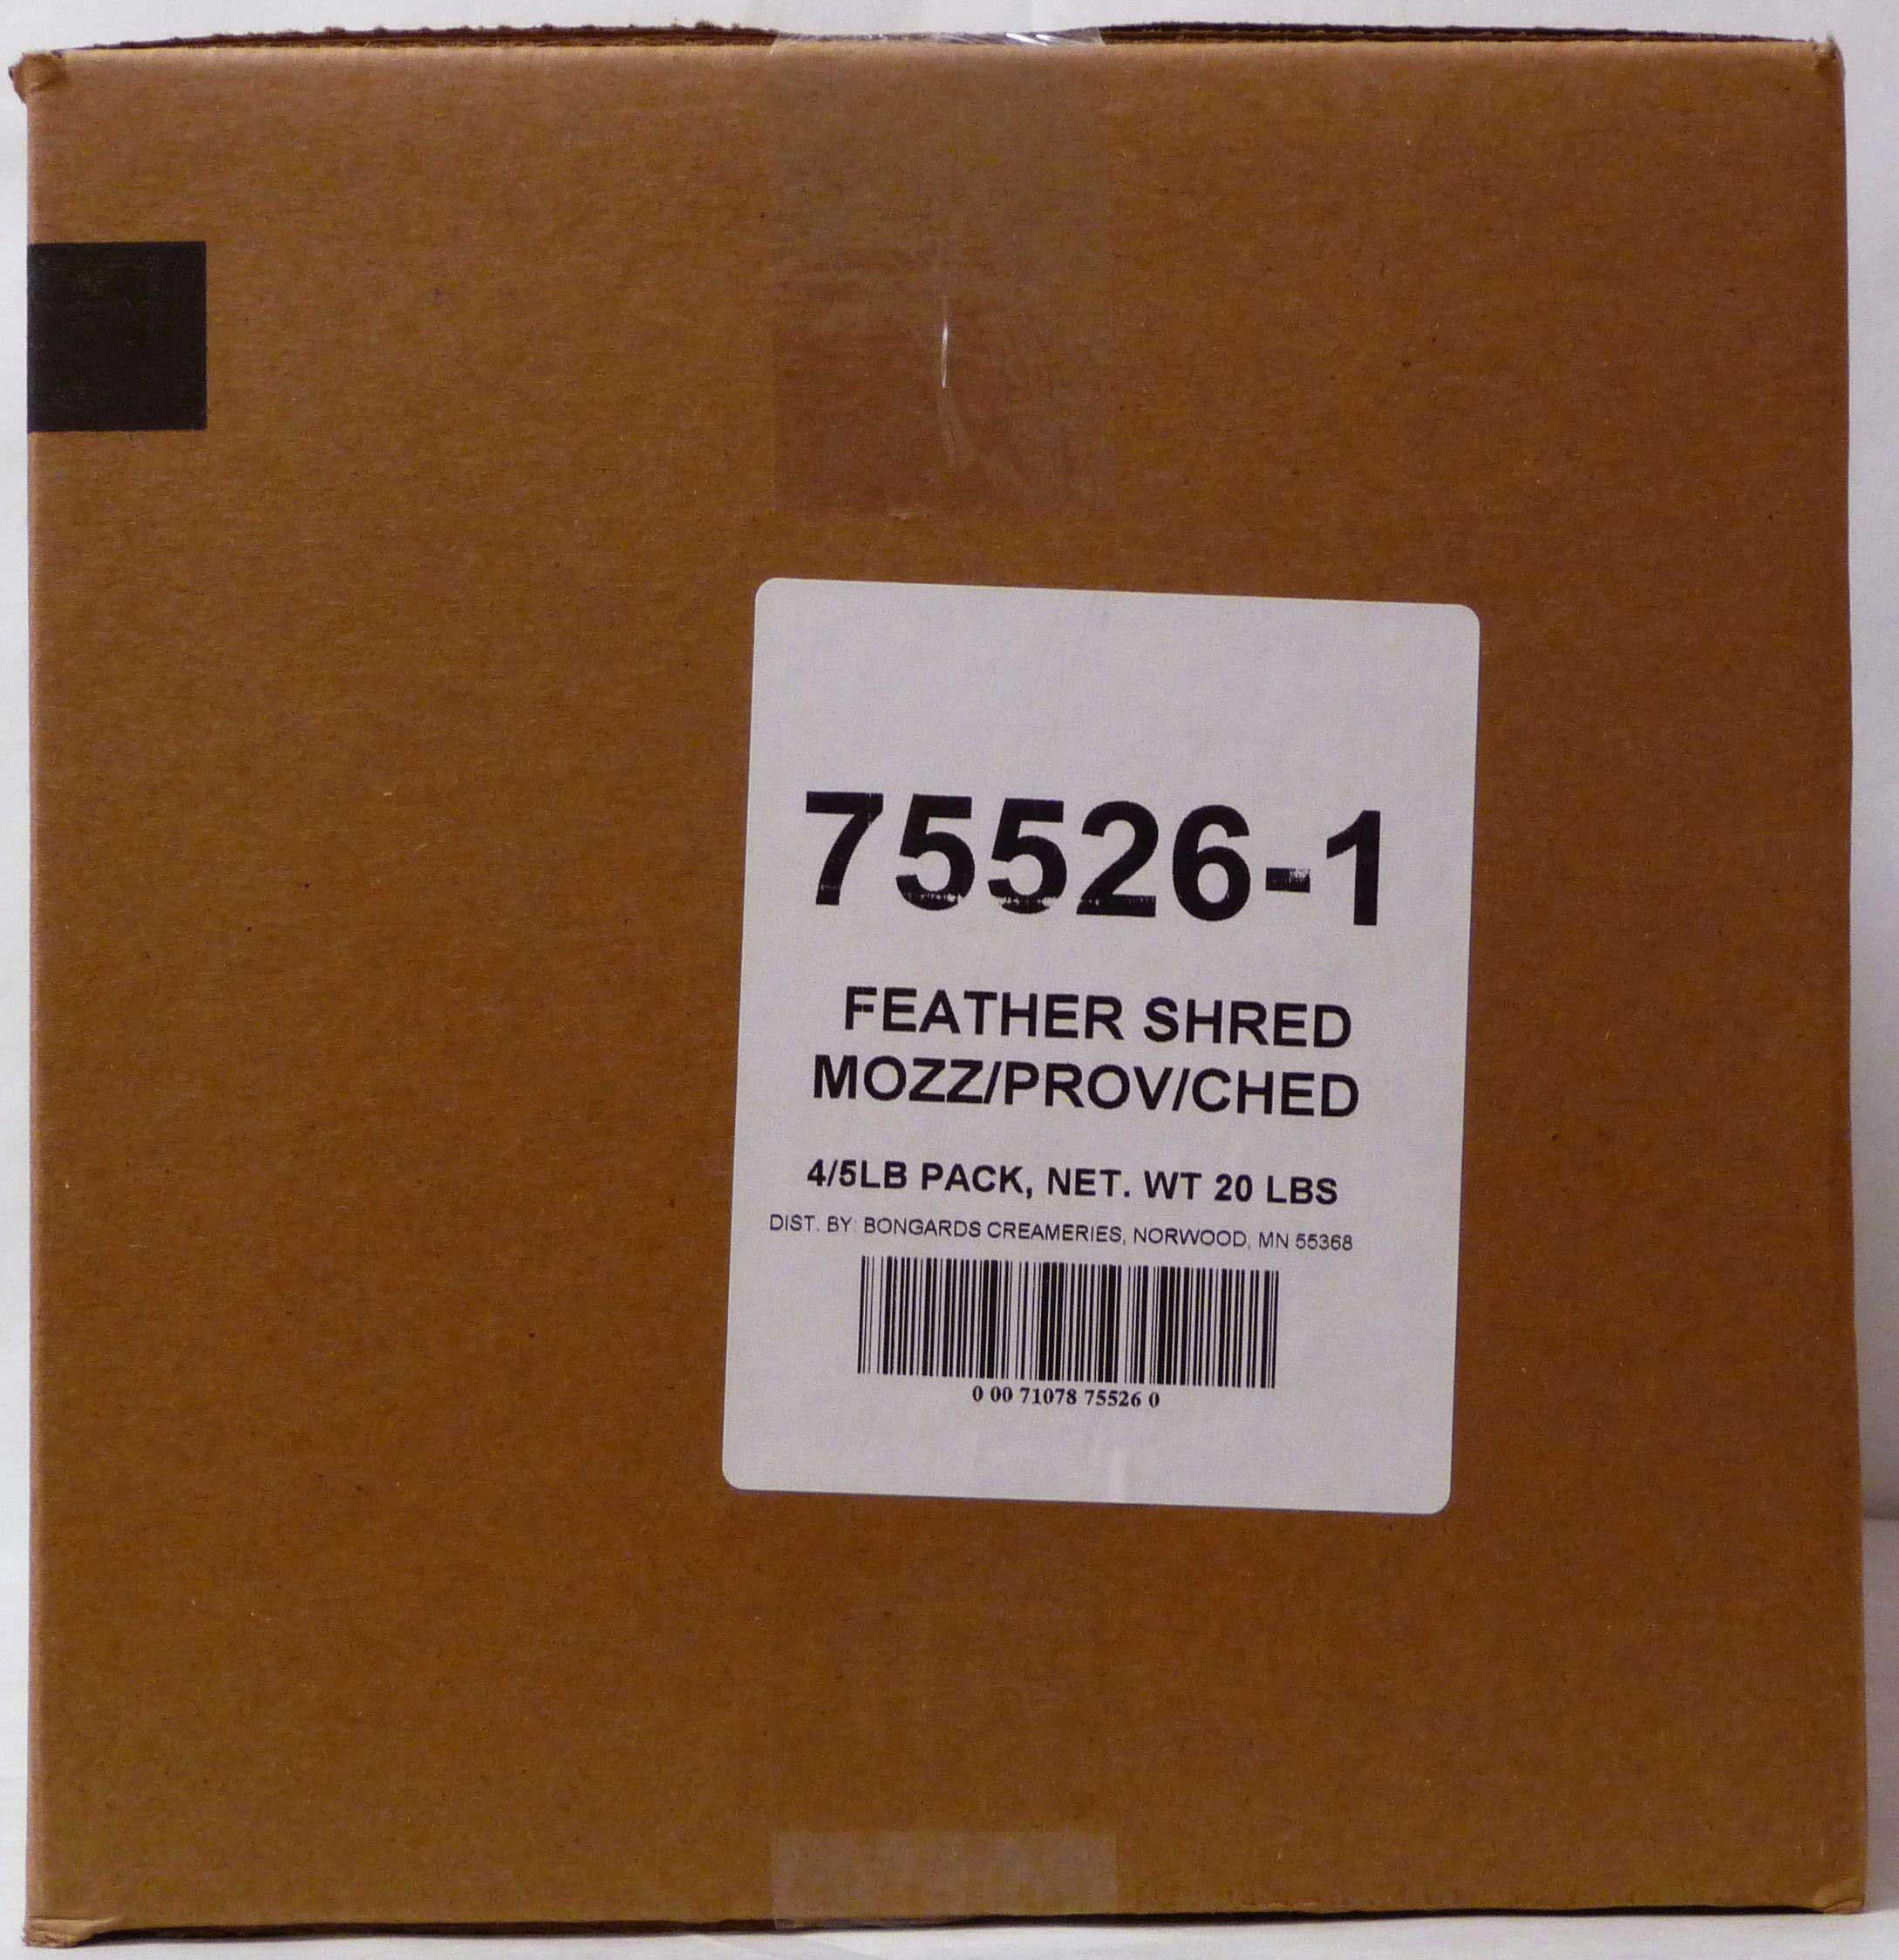 75526-1
FEATHER SHRED
MOZZ/PROV/CHED
4/5LB PACK, NET. WT 20 LBS
DIST. BY: BONGARDS CREAMERIES, NORWOOD, MN 55368
0 00 71078 75526 0